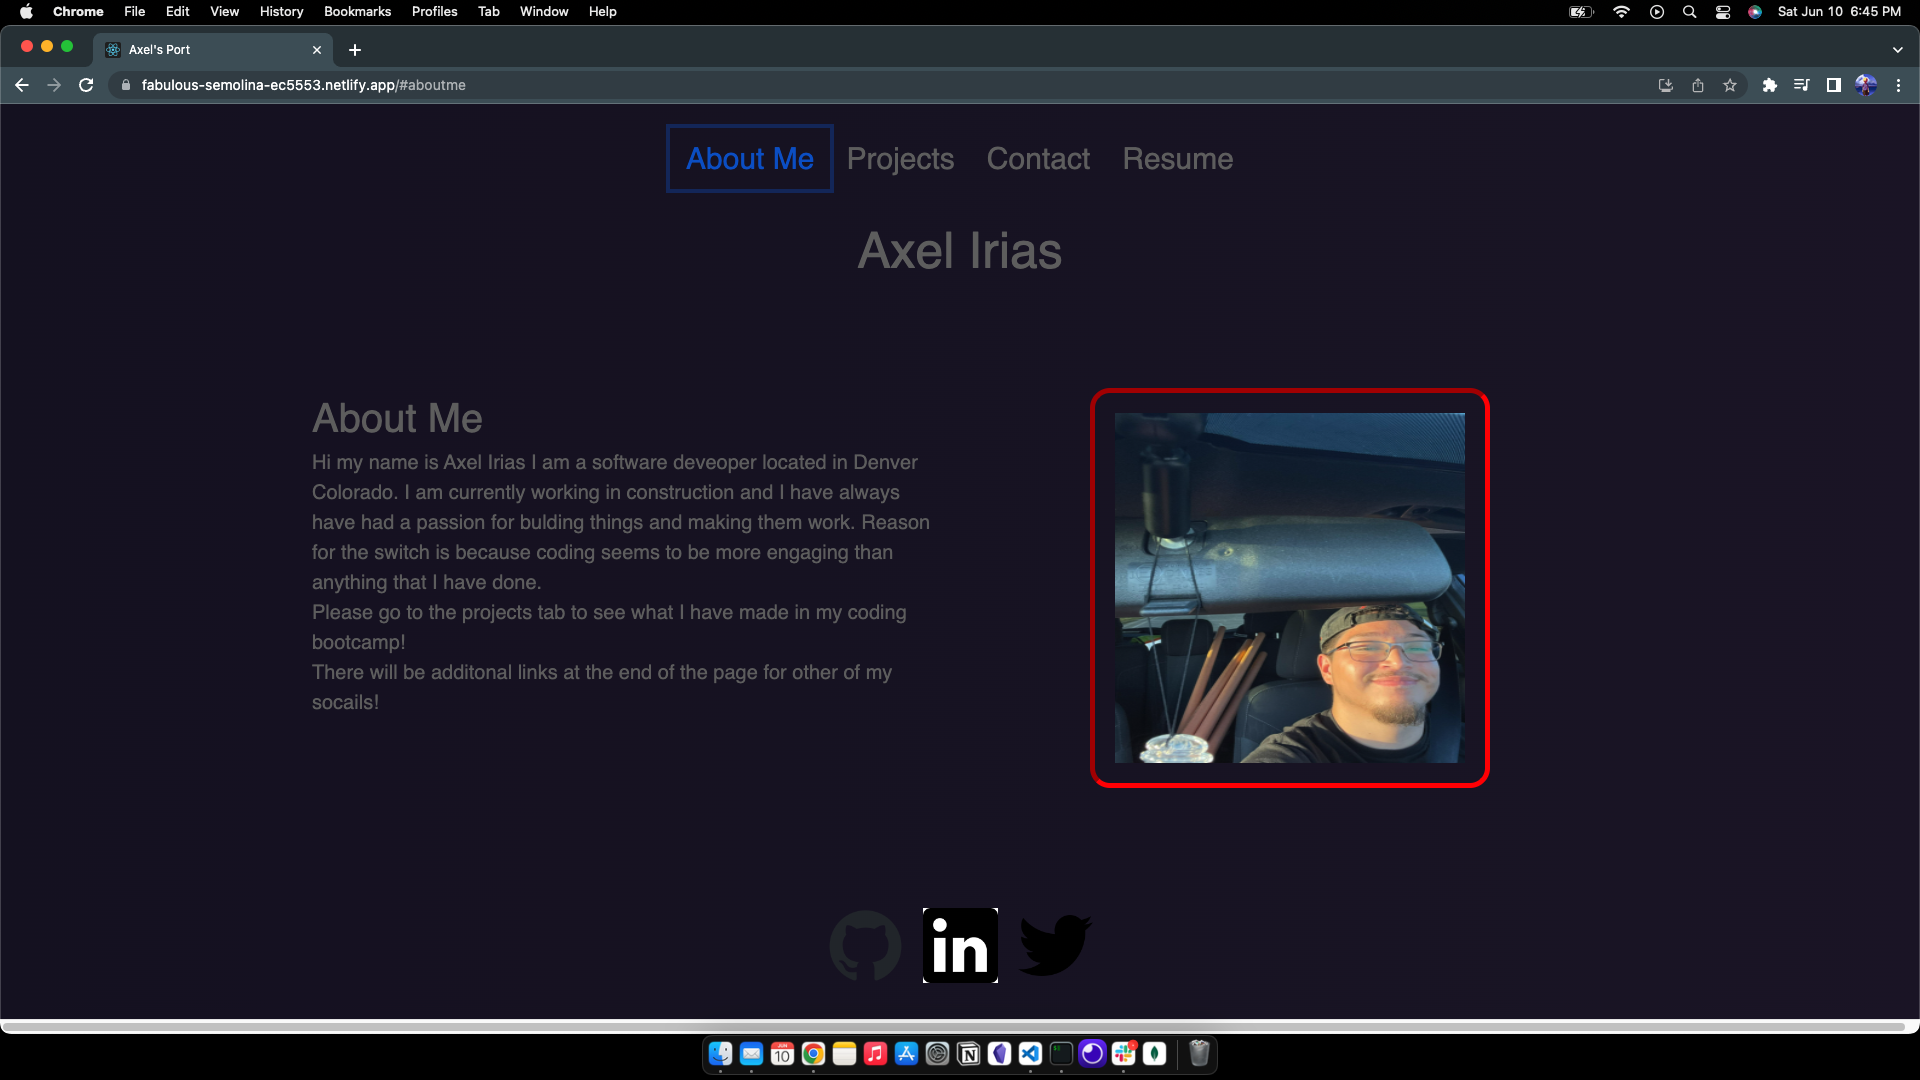 Chrome File Edit View History Bookmarks Profiles Tab Window Help Sat Jun 10 6:45 PM
Axel's Port
fabulous-semolina-ec5553.netlify.app/#aboutme
About Me Projects Contact Resume
Axel Irias
About Me
Hi my name is Axel Irias I am a software deveoper located in Denver
Colorado. I am currently working in construction and I have always
have had a passion for bulding things and making them work. Reason
for the switch is because coding seems to be more engaging than
anything that I have done.
Please go to the projects tab to see what I have made in my coding
bootcamp!
There will be additonal links at the end of the page for other of my
socails!
in
JUN
10